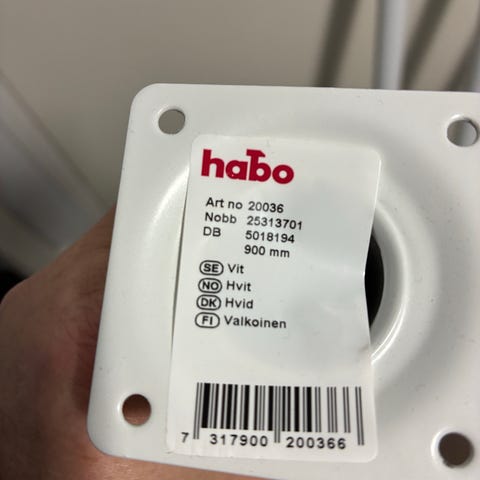 habo
Art no 20036
Nobb 25313701
DB 5018194
900 mm
SE Vit
NO Hvit
DK Hvid
FI Valkoinen
7 317900 200366